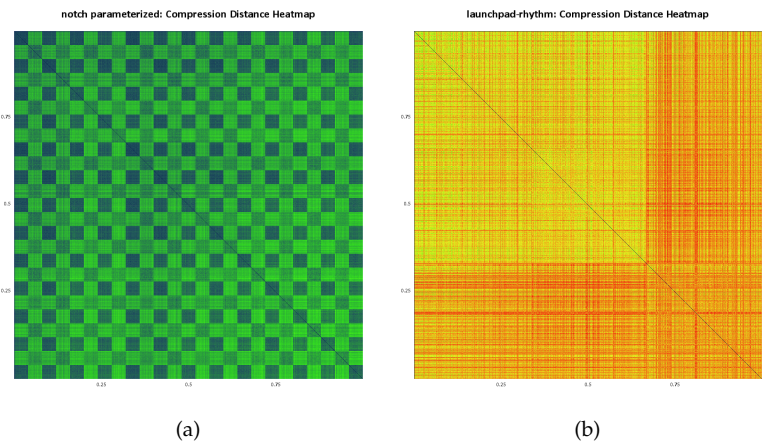 notch parameterized: Compression Distance Heatmap
0.75
0.5
0.25
0.25 0.5 0.75
(a)
launchpad-rhythm: Compression Distance Heatmap
0.75
0.5
0.25
0.25 0.5 0.75
(b)